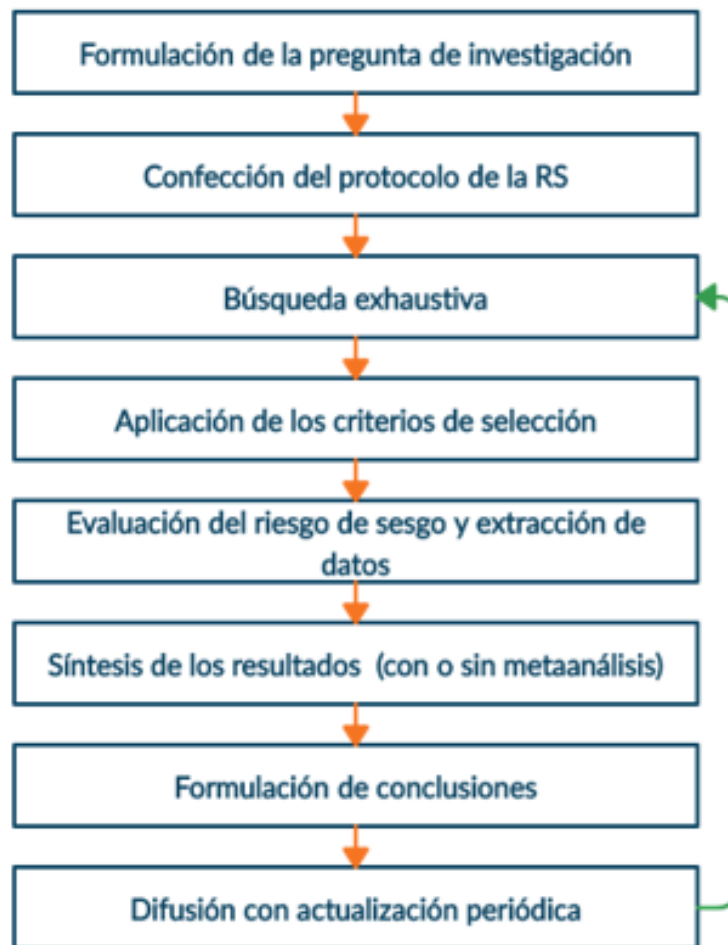 Formulación de la pregunta de investigación
Confección del protocolo de la RS
Búsqueda exhaustiva
Aplicación de los criterios de selección
Evaluación del riesgo de sesgo y extracción de
datos
Síntesis de los resultados (con o sin metaanálisis)
Formulación de conclusiones
Difusión con actualización periódica